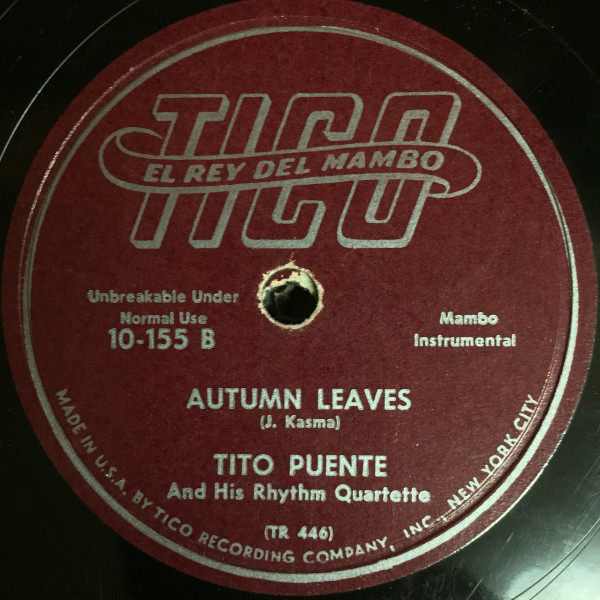 TICO
EL REY DEL MAMBO
Unbreakable Under
Normal Use
10-155 B
Mambo
Instrumental
AUTUMN LEAVES
(J. Kasma)
TITO PUENTE
And His Rhythm Quartette
(TR 446)
MADE IN U.S.A. BY TICO RECORDING COMPANY, INC., NEW YORK CITY